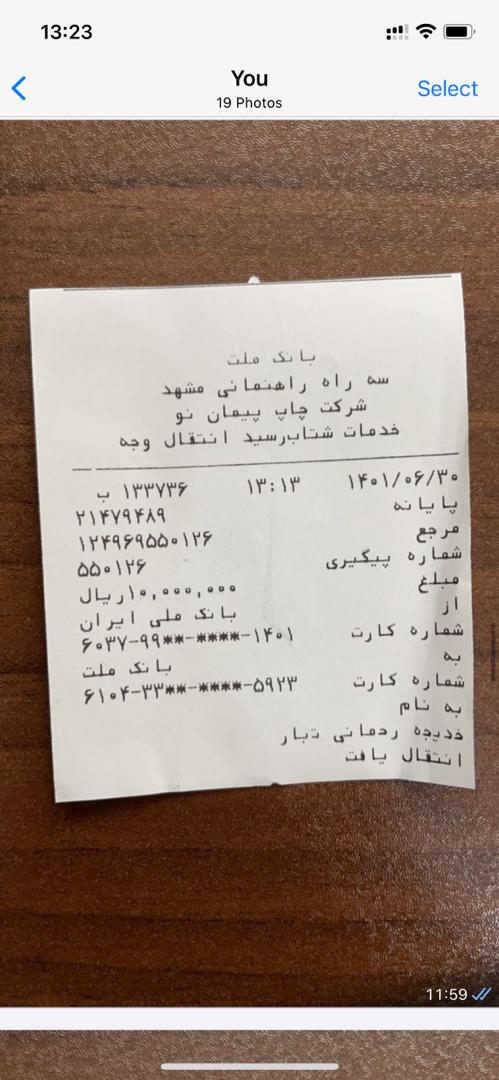 13:23
You
19 Photos
Select
بانک ملت
سه راه راهنمائی مشهد
شرکت چاپ پیمان نو
خدمات شتاب‌رسید انتقال وجه
۱۴۰۱/۰۶/۳۰ ۱۳:۱۳ ۱۳۳۷۳۶ ب
پایانه ۲۱۴۷۹۴۸۹
مرجع ۱۲۴۹۶۹۵۵۰۱۲۶
شماره پیگیری ۵۵۰۱۲۶
مبلغ ۱۰,۰۰۰,۰۰۰ریال
از بانک ملی ایران
شماره کارت ۶۰۳۷-۹۹**-****-۱۴۰۱
به بانک ملت
شماره کارت ۶۱۰۴-۳۳**-****-۵۹۲۳
به نام
خدیجه رحمانی تبار
انتقال یافت
11:59